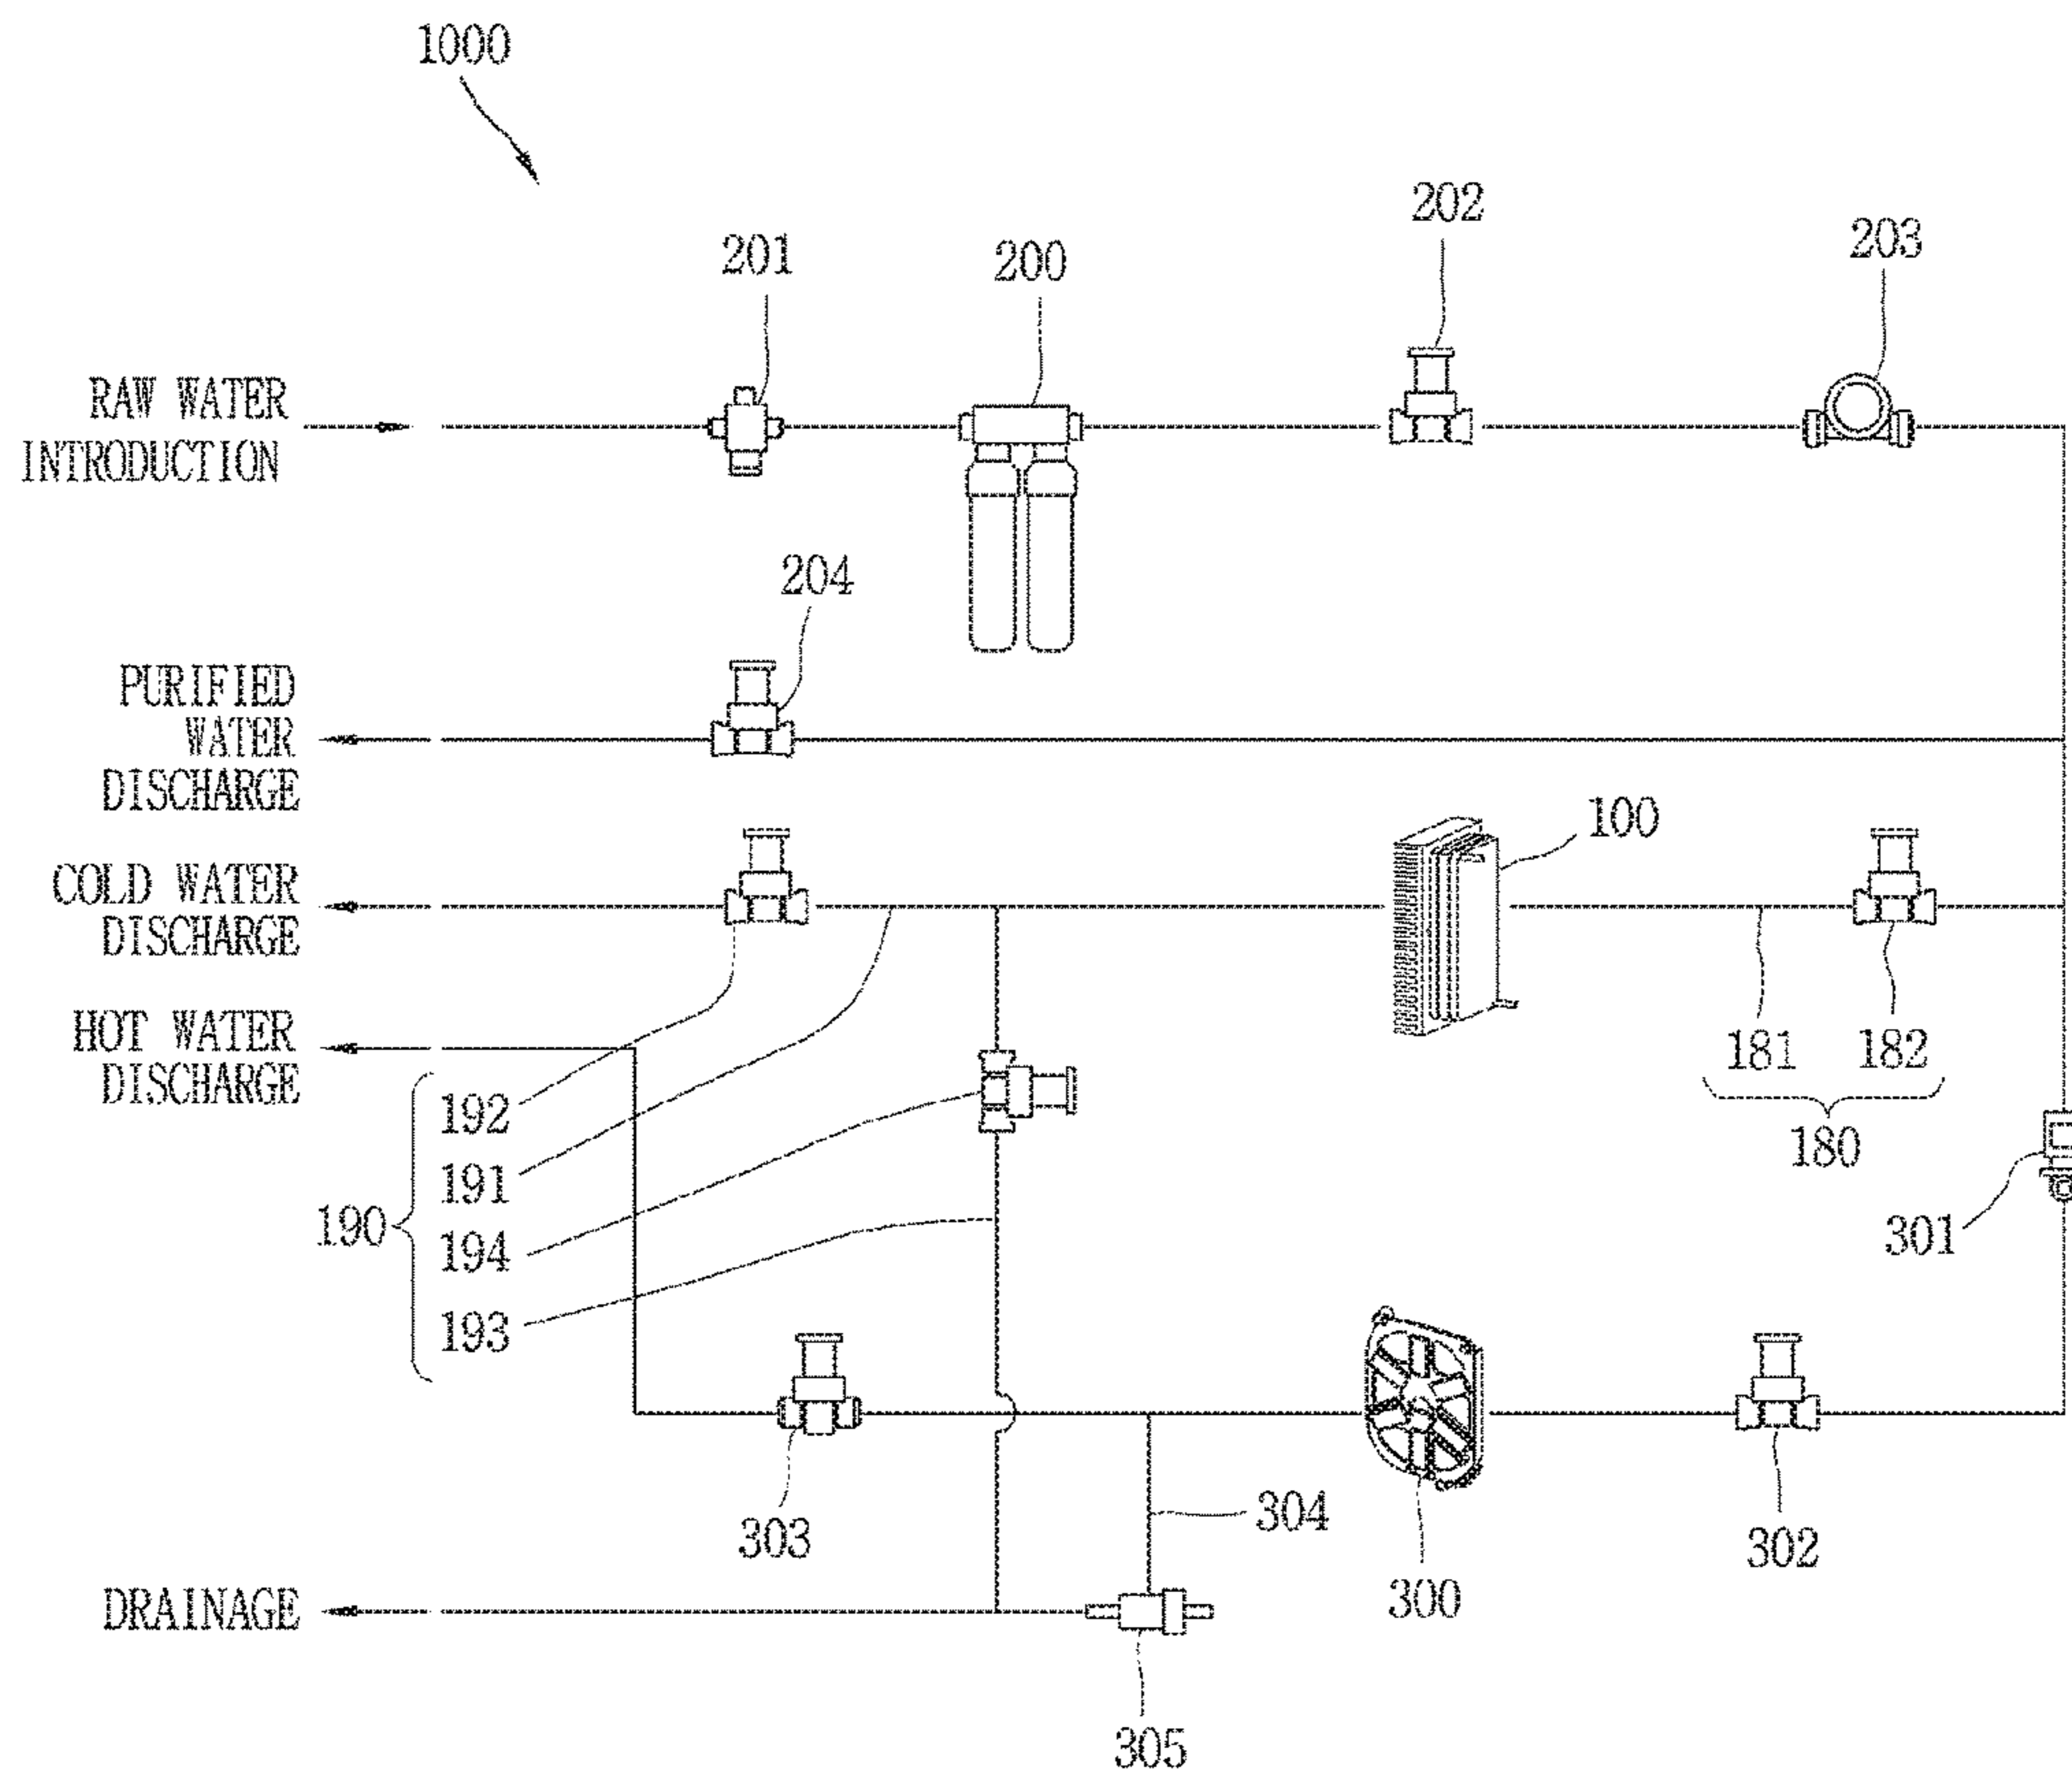 1000
202
203
201
200
RAW WATER
INTRODUCTION
204
PURIFIED
WATER
DISCHARGE
100
COLD WATER
DISCHARGE
HOT WATER
DISCHARGE
181
182
192
180
191
190
301
194
193
304
303
302
300
DRAINAGE
305